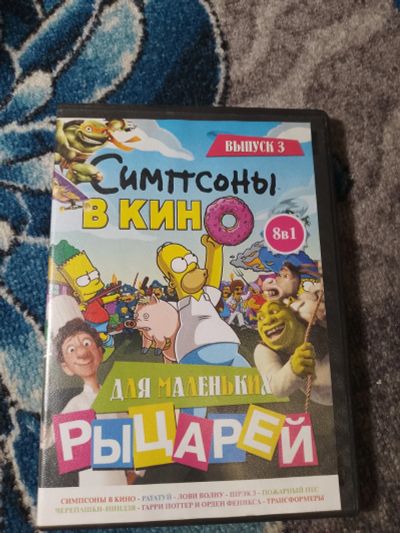 ВЫПУСК 3
СИМПСОНЫ
В КИНО
8в1
ДЛЯ МАЛЕНЬКИХ
РЫЦАРЕЙ
СИМПСОНЫ В КИНО - РАТАТУЙ - ЛОВИ ВОЛНУ - ШРЭК 3 - ПОЖАРНЫЙ ПЕС
ЧЕРЕПАШКИ-НИНДЗЯ - ГАРРИ ПОТТЕР И ОРДЕН ФЕНИКСА - ТРАНСФОРМЕРЫ